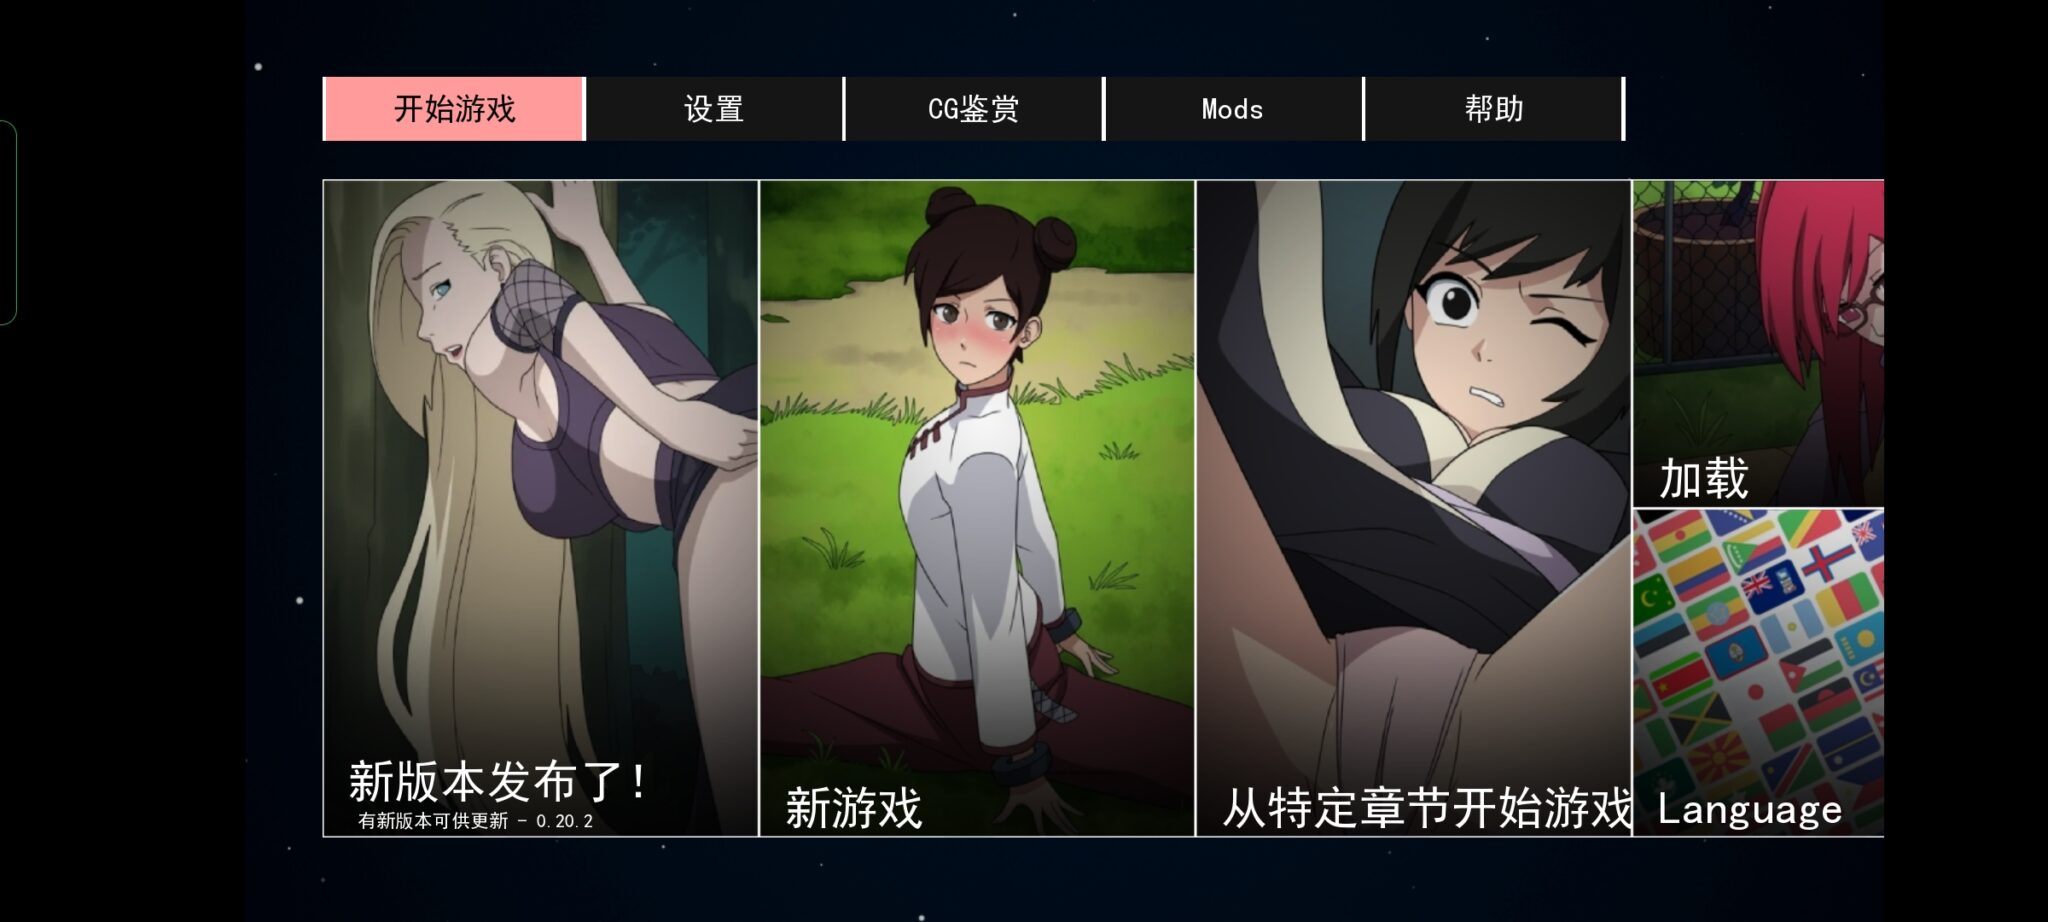 开始游戏
设置
CG鉴赏
Mods
帮助
新版本发布了!
有新版本可供更新 - 0.20.2
新游戏
从特定章节开始游戏
加载
Language